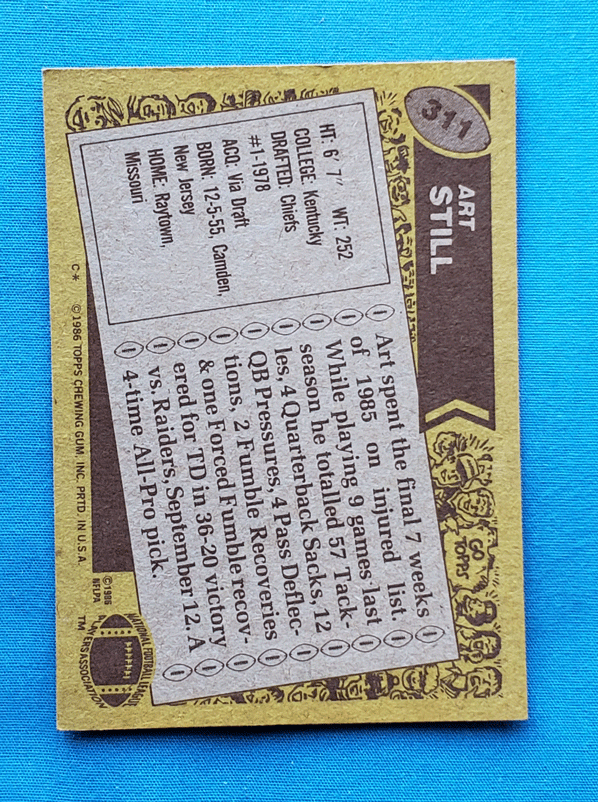 311
ART
STILL
HT: 6' 7" WT: 252
COLLEGE: Kentucky
DRAFTED: Chiefs
#1-1978
ACQ: Via Draft
BORN: 12-5-55, Camden,
New Jersey
HOME: Raytown,
Missouri
Art spent the final 7 weeks
of 1985 on injured list.
While playing 9 games last
season he totalled 57 Tack-
les, 4 Quarterback Sacks, 12
QB Pressures, 4 Pass Deflec-
tions, 2 Fumble Recoveries
& one Forced Fumble recov-
ered for TD in 36-20 victory
vs. Raiders, September 12. A
4-time All-Pro pick.
GO
TOPPS
C* ©1986 TOPPS CHEWING GUM, INC. PRTD. IN U.S.A.
©1986
NFLPA
NATIONAL FOOTBALL LEAGUE
PLAYERS ASSOCIATION
TM